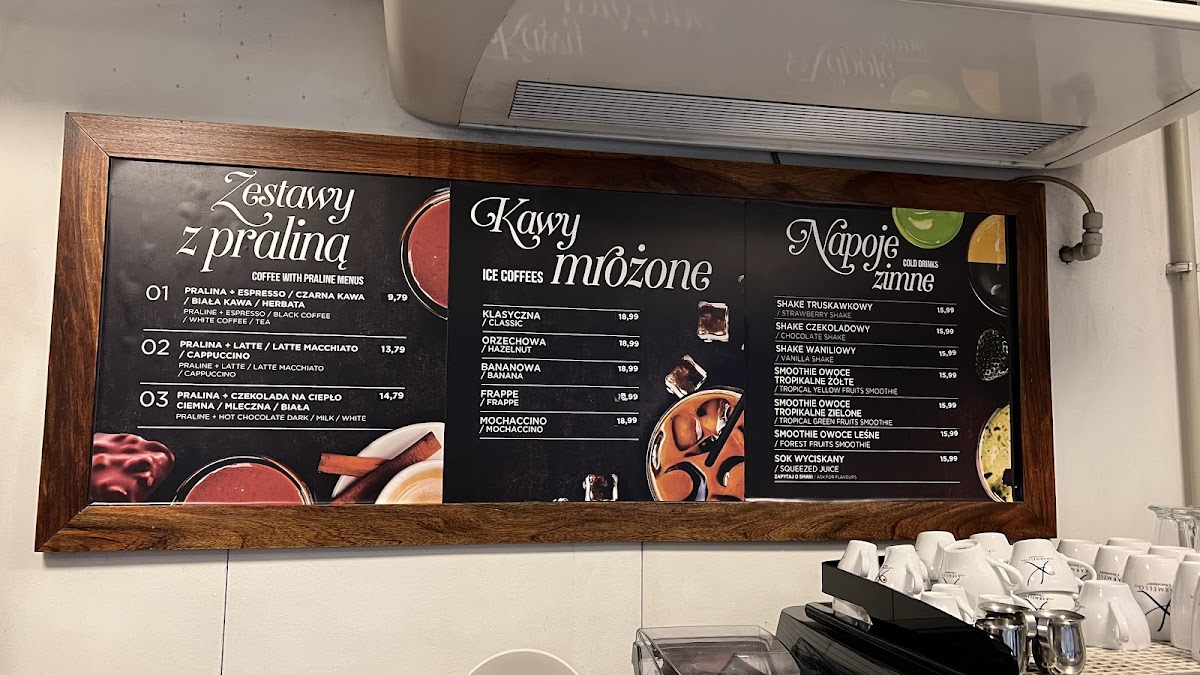 Zestawy
z praliną
COFFEE WITH PRALINE MENUS
01 PRALINA + ESPRESSO / CZARNA KAWA 9,79
/ BIAŁA KAWA / HERBATA
PRALINE + ESPRESSO / BLACK COFFEE
/ WHITE COFFEE / TEA
02 PRALINA + LATTE / LATTE MACCHIATO 13,79
/ CAPPUCCINO
PRALINE + LATTE / LATTE MACCHIATO
/ CAPPUCCINO
03 PRALINA + CZEKOLADA NA CIEPŁO 14,79
CIEMNA / MLECZNA / BIAŁA
PRALINE + HOT CHOCOLATE DARK / MILK / WHITE
Kawy
ICE COFFEES mrożone
KLASYCZNA 18,99
/ CLASSIC
ORZECHOWA 18,99
/ HAZELNUT
BANANOWA 18,99
/ BANANA
FRAPPE 18,99
/ FRAPPE
MOCHACCINO 18,99
/ MOCHACCINO
Napoje
COLD DRINKS
zimne
SHAKE TRUSKAWKOWY 15,99
/ STRAWBERRY SHAKE
SHAKE CZEKOLADOWY 15,99
/ CHOCOLATE SHAKE
SHAKE WANILIOWY 15,99
/ VANILLA SHAKE
SMOOTHIE OWOCE 15,99
TROPIKALNE ŻÓŁTE
/ TROPICAL YELLOW FRUITS SMOOTHIE
SMOOTHIE OWOCE 15,99
TROPIKALNE ZIELONE
/ TROPICAL GREEN FRUITS SMOOTHIE
SMOOTHIE OWOCE LEŚNE 15,99
/ FOREST FRUITS SMOOTHIE
SOK WYCISKANY 15,99
/ SQUEEZED JUICE
ZAPYTAJ O SMAKI / ASK FOR FLAVOURS